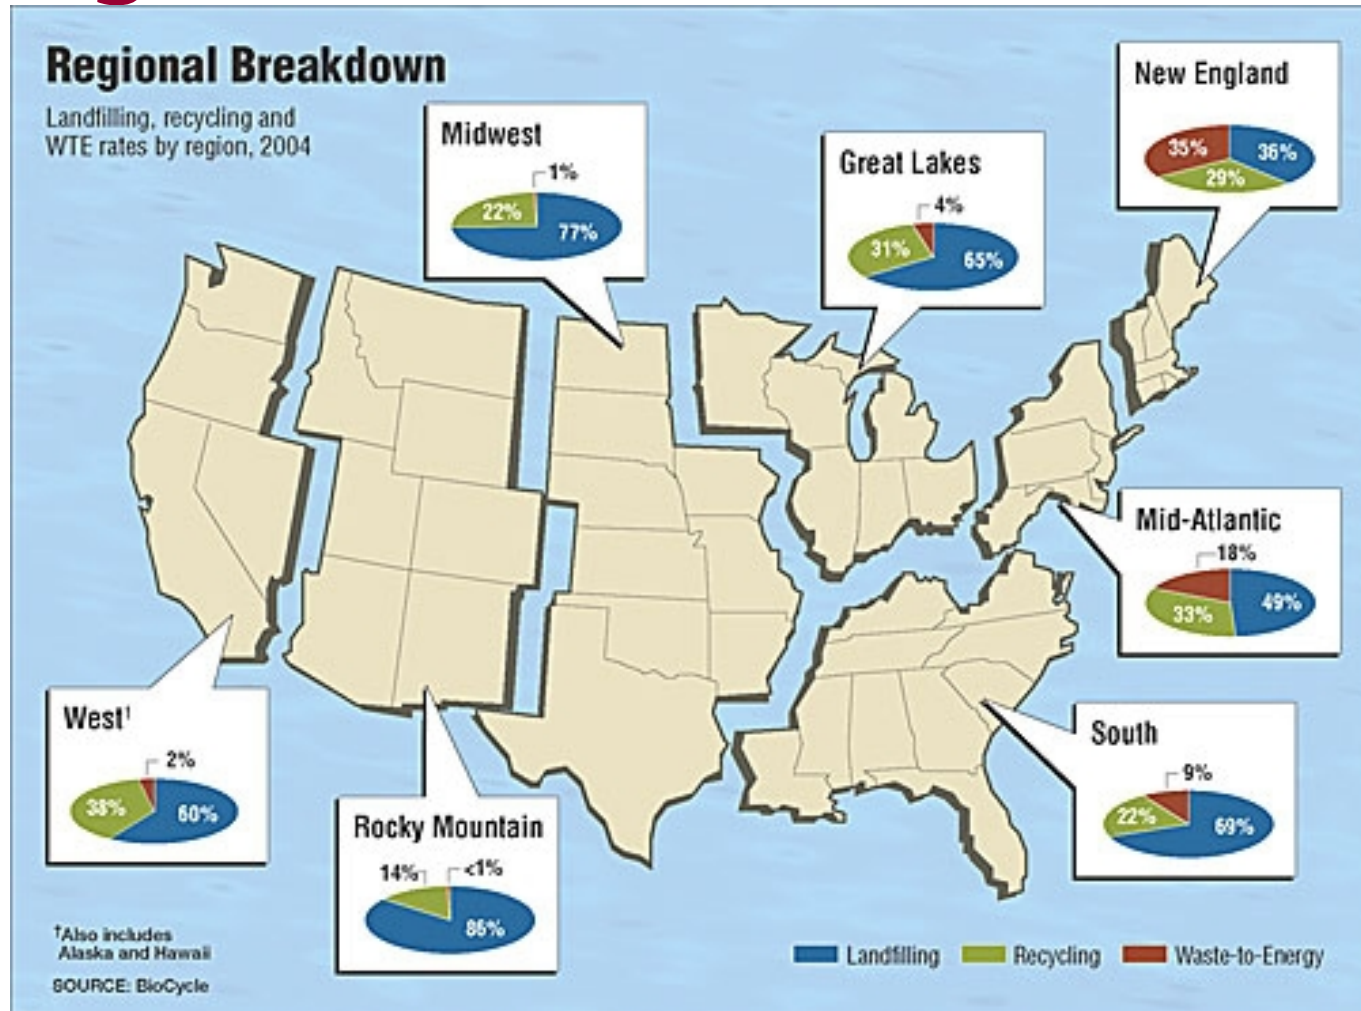 Regional Breakdown
Landfilling, recycling and
WTE rates by region, 2004
Midwest
1%
22%
77%
Great Lakes
4%
31%
65%
New England
35%
36%
29%
Mid-Atlantic
18%
33%
49%
South
9%
22%
69%
West†
2%
38%
60%
Rocky Mountain
14%
<1%
86%
†Also includes
Alaska and Hawaii
SOURCE: BioCycle
Landfilling
Recycling
Waste-to-Energy